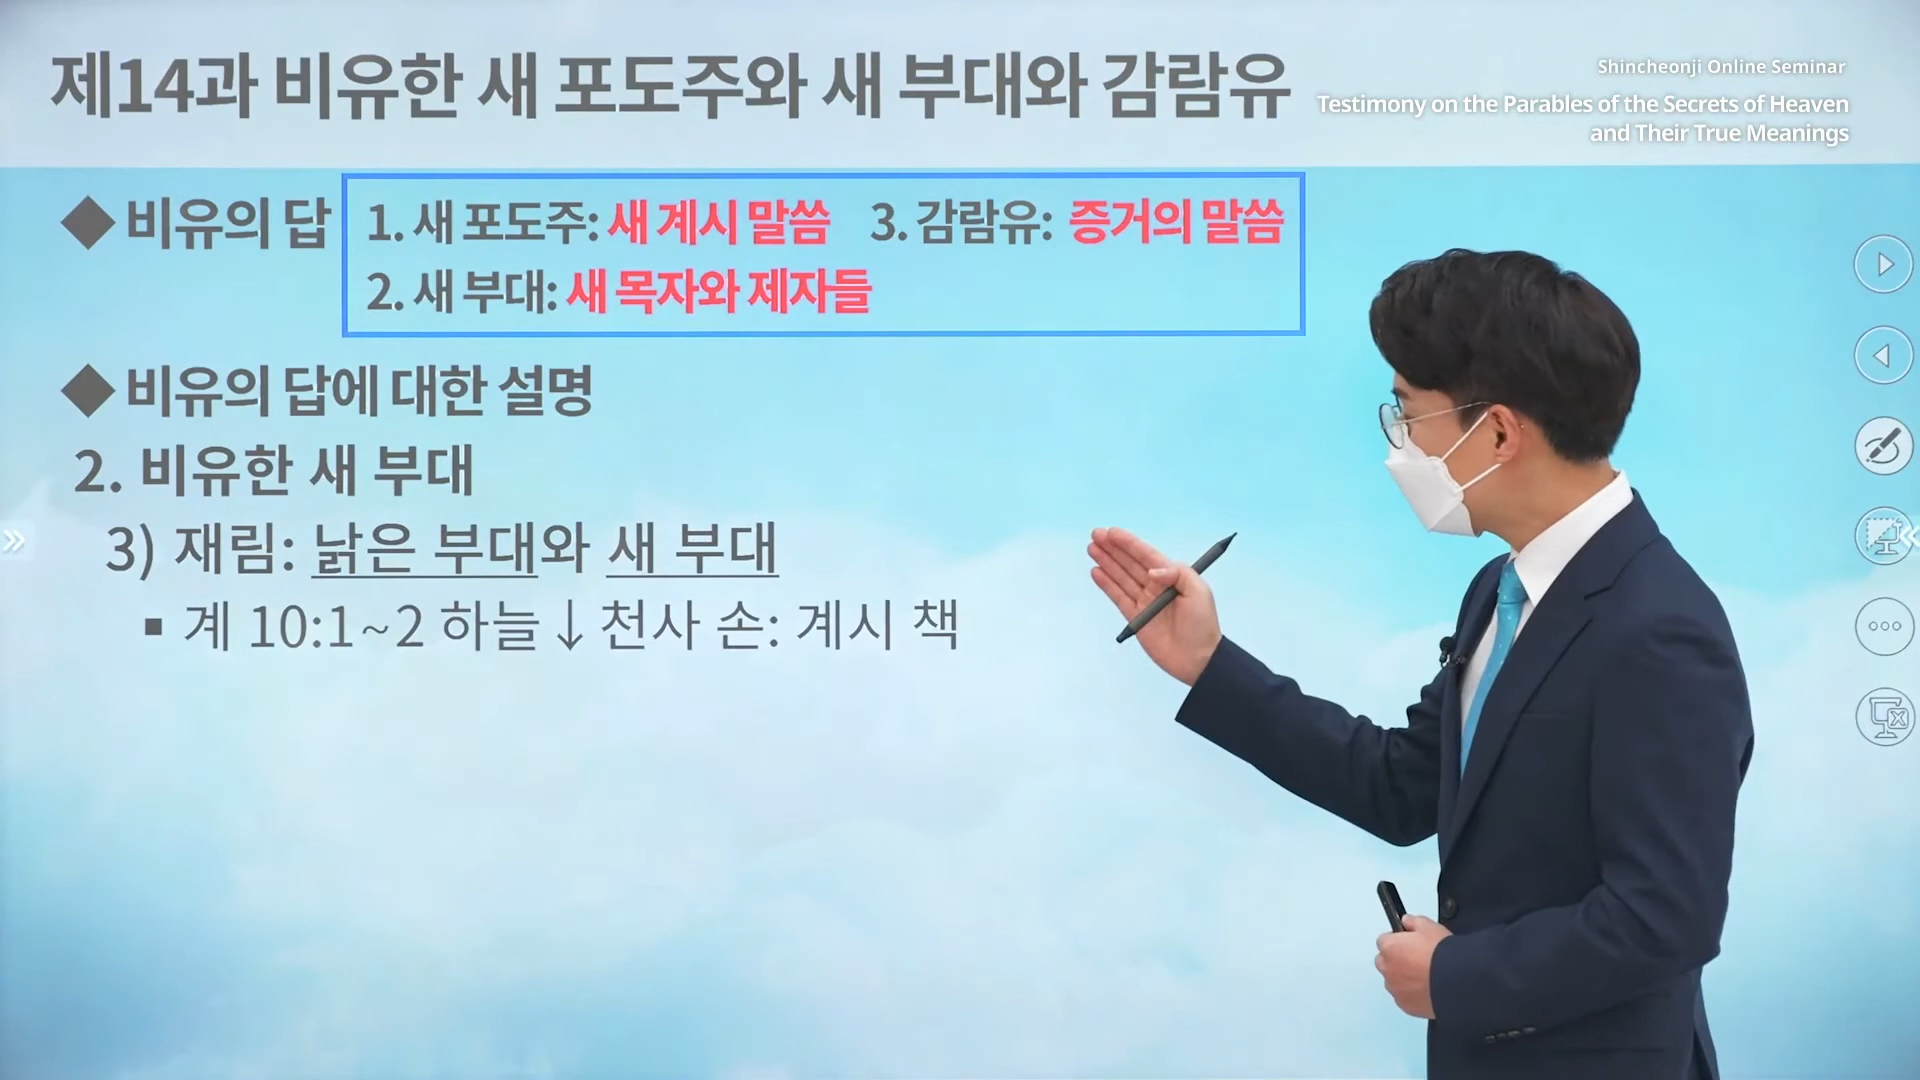 제14과 비유한 새 포도주와 새 부대와 감람유
Shincheonji Online Seminar
Testimony on the Parables of the Secrets of Heaven
and Their True Meanings
◆ 비유의 답
1. 새 포도주: 새 계시 말씀 3. 감람유: 증거의 말씀
2. 새 부대: 새 목자와 제자들
◆ 비유의 답에 대한 설명
2. 비유한 새 부대
3) 재림: 낡은 부대와 새 부대
▪ 계 10:1~2 하늘↓천사 손: 계시 책